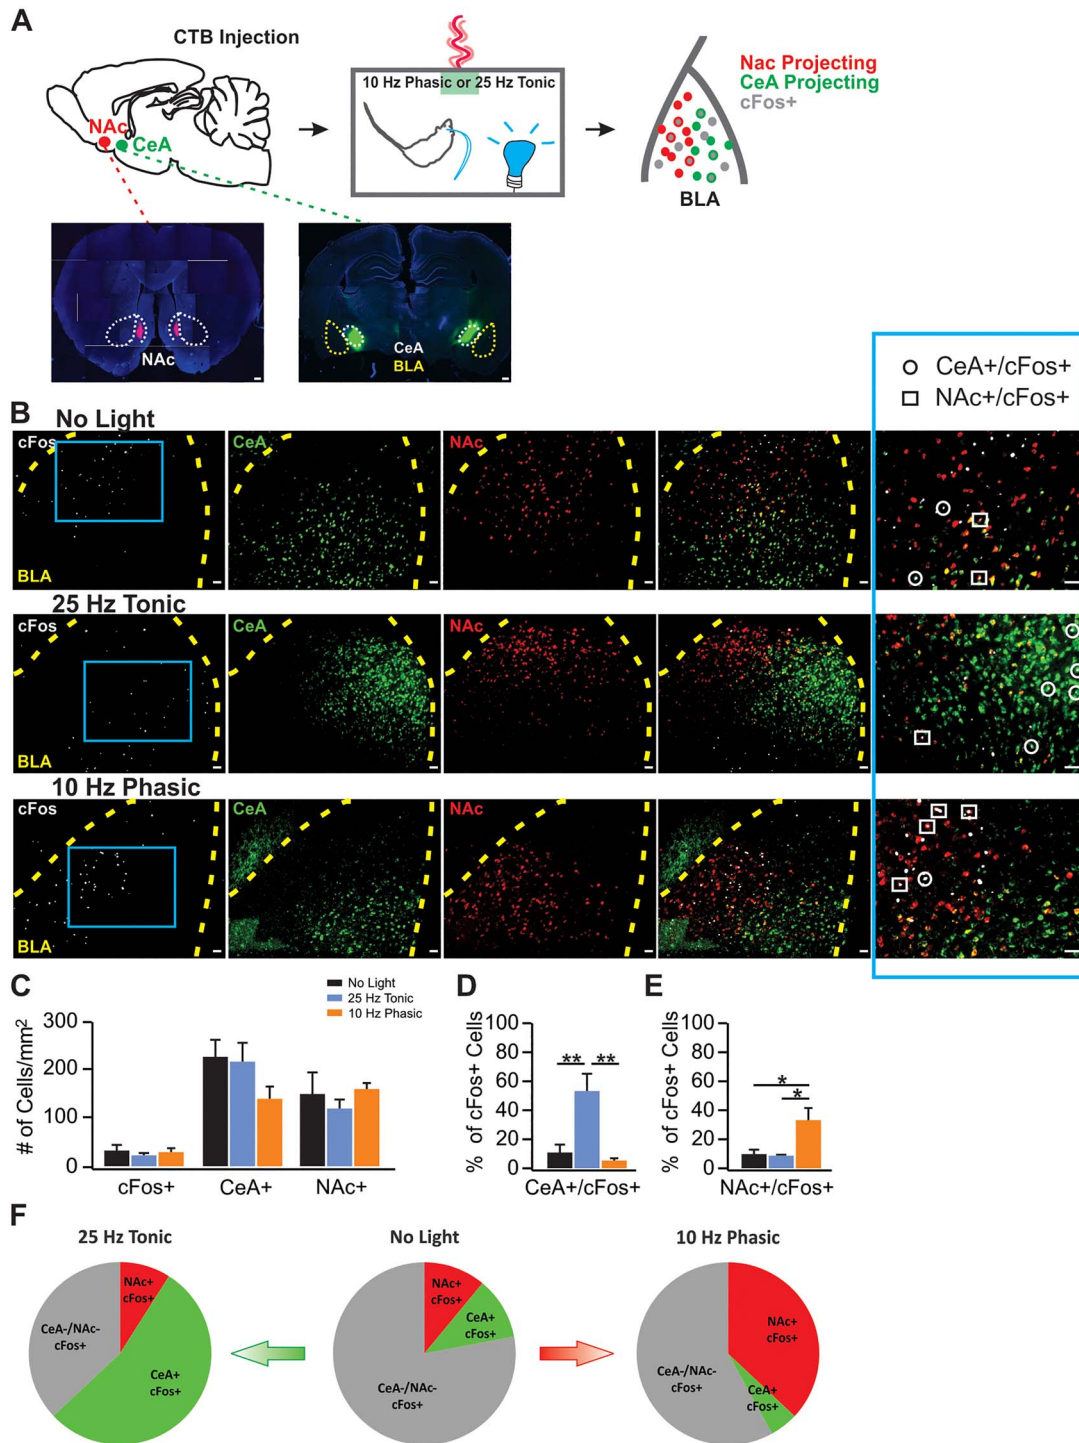 A
CTB Injection
NAc
CeA
10 Hz Phasic or 25 Hz Tonic
Nac Projecting
CeA Projecting
cFos+
BLA
NAc
CeA
BLA
CeA+/cFos+
NAc+/cFos+
B
No Light
cFos
CeA
NAc
BLA
25 Hz Tonic
cFos
CeA
NAc
BLA
10 Hz Phasic
cFos
CeA
NAc
BLA
C
No Light
25 Hz Tonic
10 Hz Phasic
# of Cells/mm²
300
200
100
0
cFos+
CeA+
NAc+
D
% of cFos+ Cells
100
80
60
40
20
0
**
**
CeA+/cFos+
E
% of cFos+ Cells
100
80
60
40
20
0
*
*
NAc+/cFos+
F
25 Hz Tonic
NAc+
cFos+
CeA-/NAc-
cFos+
CeA+
cFos+
No Light
NAc+
cFos+
CeA+
cFos+
CeA-/NAc-
cFos+
10 Hz Phasic
NAc+
cFos+
CeA-/NAc-
cFos+
CeA+
cFos+